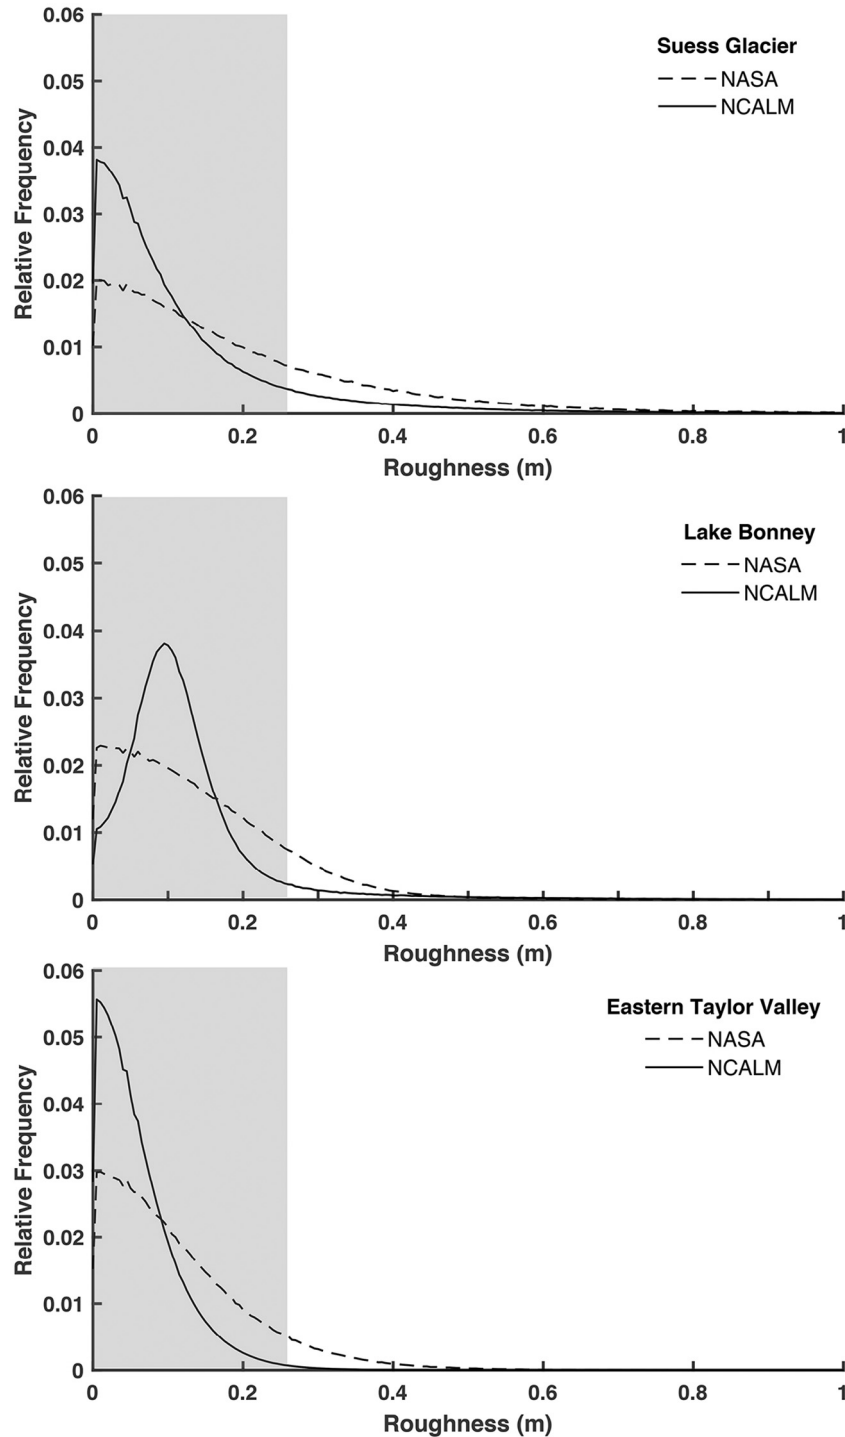 0.06
0.05
0.04
0.03
0.02
0.01
0
Relative Frequency
Suess Glacier
NASA
NCALM
0 0.2 0.4 0.6 0.8 1
Roughness (m)
0.06
0.05
0.04
0.03
0.02
0.01
0
Relative Frequency
Lake Bonney
NASA
NCALM
0 0.2 0.4 0.6 0.8 1
Roughness (m)
0.06
0.05
0.04
0.03
0.02
0.01
0
Relative Frequency
Eastern Taylor Valley
NASA
NCALM
0 0.2 0.4 0.6 0.8 1
Roughness (m)